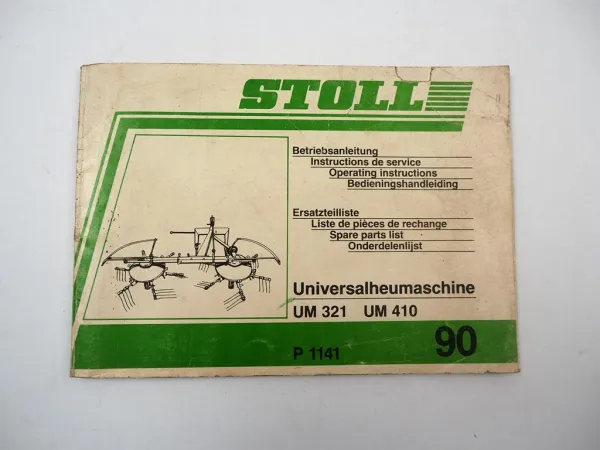 STOLL
Betriebsanleitung
Instructions de service
Operating instructions
Bedieningshandleiding
Ersatzteilliste
Liste de pièces de rechange
Spare parts list
Onderdelenlijst
Universalheumaschine
UM 321 UM 410
P 1141 90